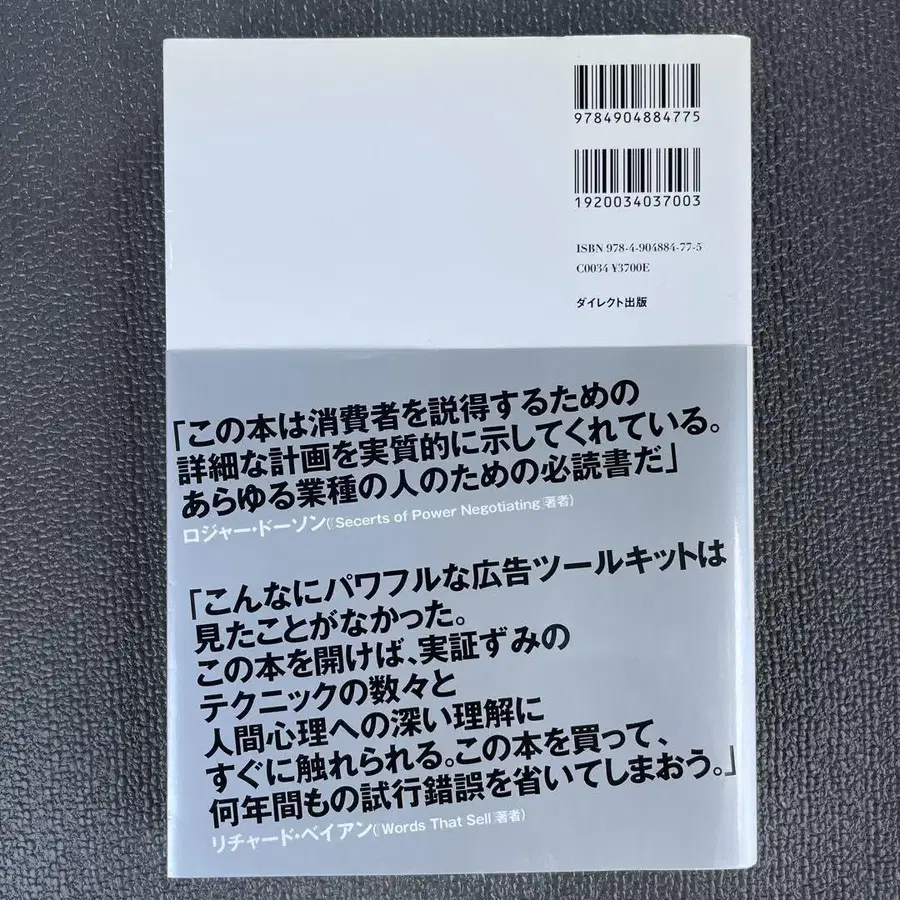 9784904884775
1920034037003
ISBN 978-4-904884-77-5
C0034 ¥3700E
ダイレクト出版
「この本は消費者を説得するための
詳細な計画を実質的に示してくれている。
あらゆる業種の人のための必読書だ」
ロジャー・ドーソン(『Secerts of Power Negotiating』著者)
「こんなにパワフルな広告ツールキットは
見たことがなかった。
この本を開けば、実証ずみの
テクニックの数々と
人間心理への深い理解に
すぐに触れられる。この本を買って、
何年間もの試行錯誤を省いてしまおう。」
リチャード・ベイアン(『Words That Sell』著者)